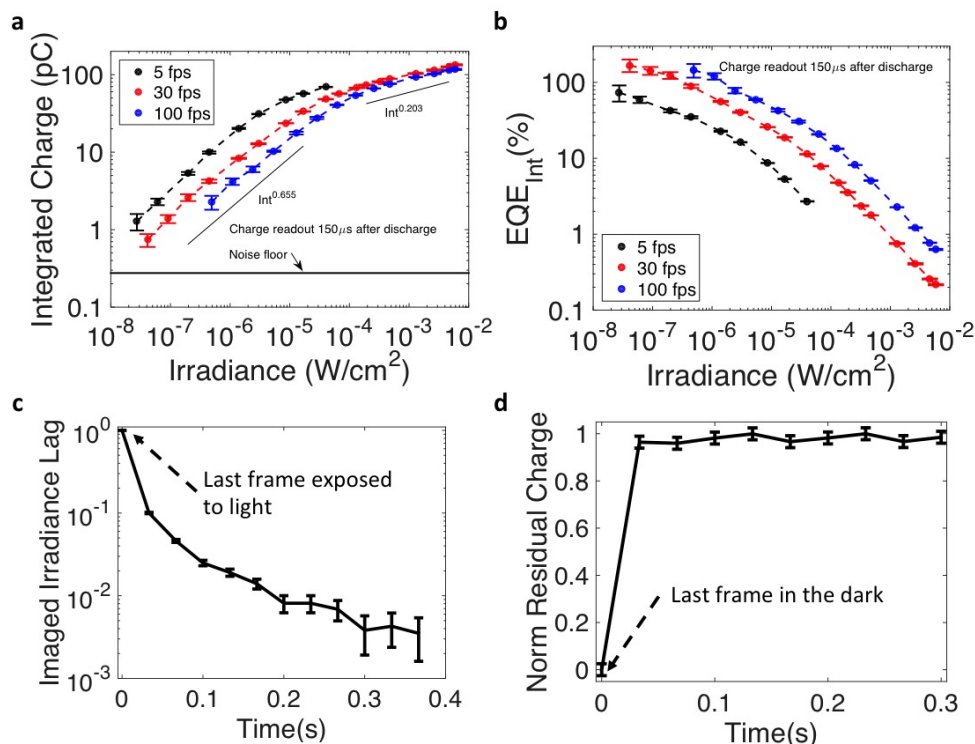 a
Integrated Charge (pC)
100
10
1
0.1
5 fps
30 fps
100 fps
Int^0.203
Int^0.655
Charge readout 150μs after discharge
Noise floor
10^-8 10^-7 10^-6 10^-5 10^-4 10^-3 10^-2
Irradiance (W/cm^2)
b
EQE_Int(%)
100
10
1
0.1
Charge readout 150μs after discharge
5 fps
30 fps
100 fps
10^-8 10^-7 10^-6 10^-5 10^-4 10^-3 10^-2
Irradiance (W/cm^2)
c
Imaged Irradiance Lag
10^0
10^-1
10^-2
10^-3
Last frame exposed
to light
0 0.1 0.2 0.3 0.4
Time(s)
d
Norm Residual Charge
1
0.8
0.6
0.4
0.2
0
Last frame in the dark
0 0.1 0.2 0.3
Time(s)